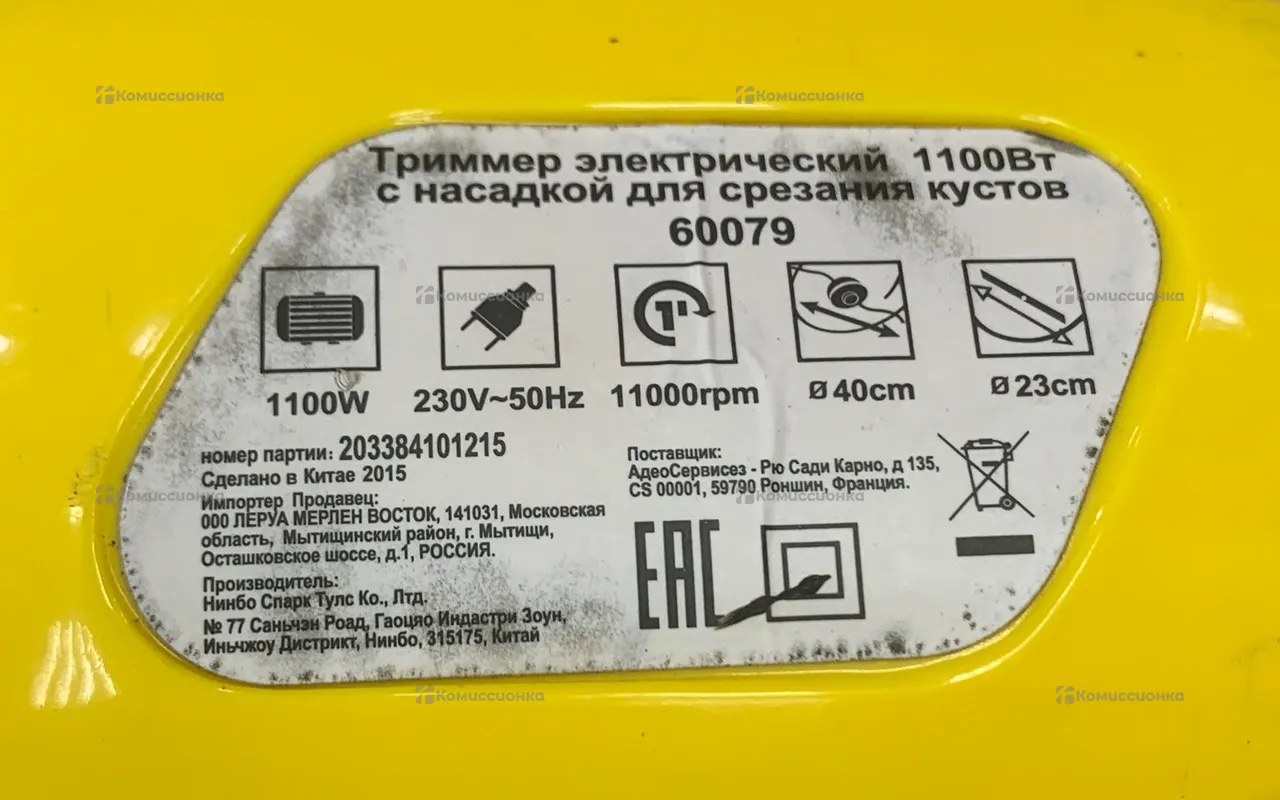 Комиссионка
Комиссионка
Триммер электрический 1100Вт
с насадкой для срезания кустов
60079
Комиссионка
Комиссионка
1100W
230V~50Hz
11000rpm
Ø 40cm
Ø 23cm
номер партии: 203384101215
Сделано в Китае 2015
Импортер Продавец:
ООО ЛЕРУА МЕРЛЕН ВОСТОК, 141031, Московская
область, Мытищинский район, г. Мытищи,
Осташковское шоссе, д.1, РОССИЯ.
Производитель:
Нинбо Спарк Тулс Ко., Лтд.
№ 77 Саньчэн Роад, Гаоцяо Индастри Зоун,
Иньчжоу Дистрикт, Нинбо, 315175, Китай
Поставщик:
АдеоСервисез - Рю Сади Карно, д 135,
CS 00001, 59790 Роншин, Франция.
Комиссионка
Комиссионка
EAC
Комиссионка
Комиссионка